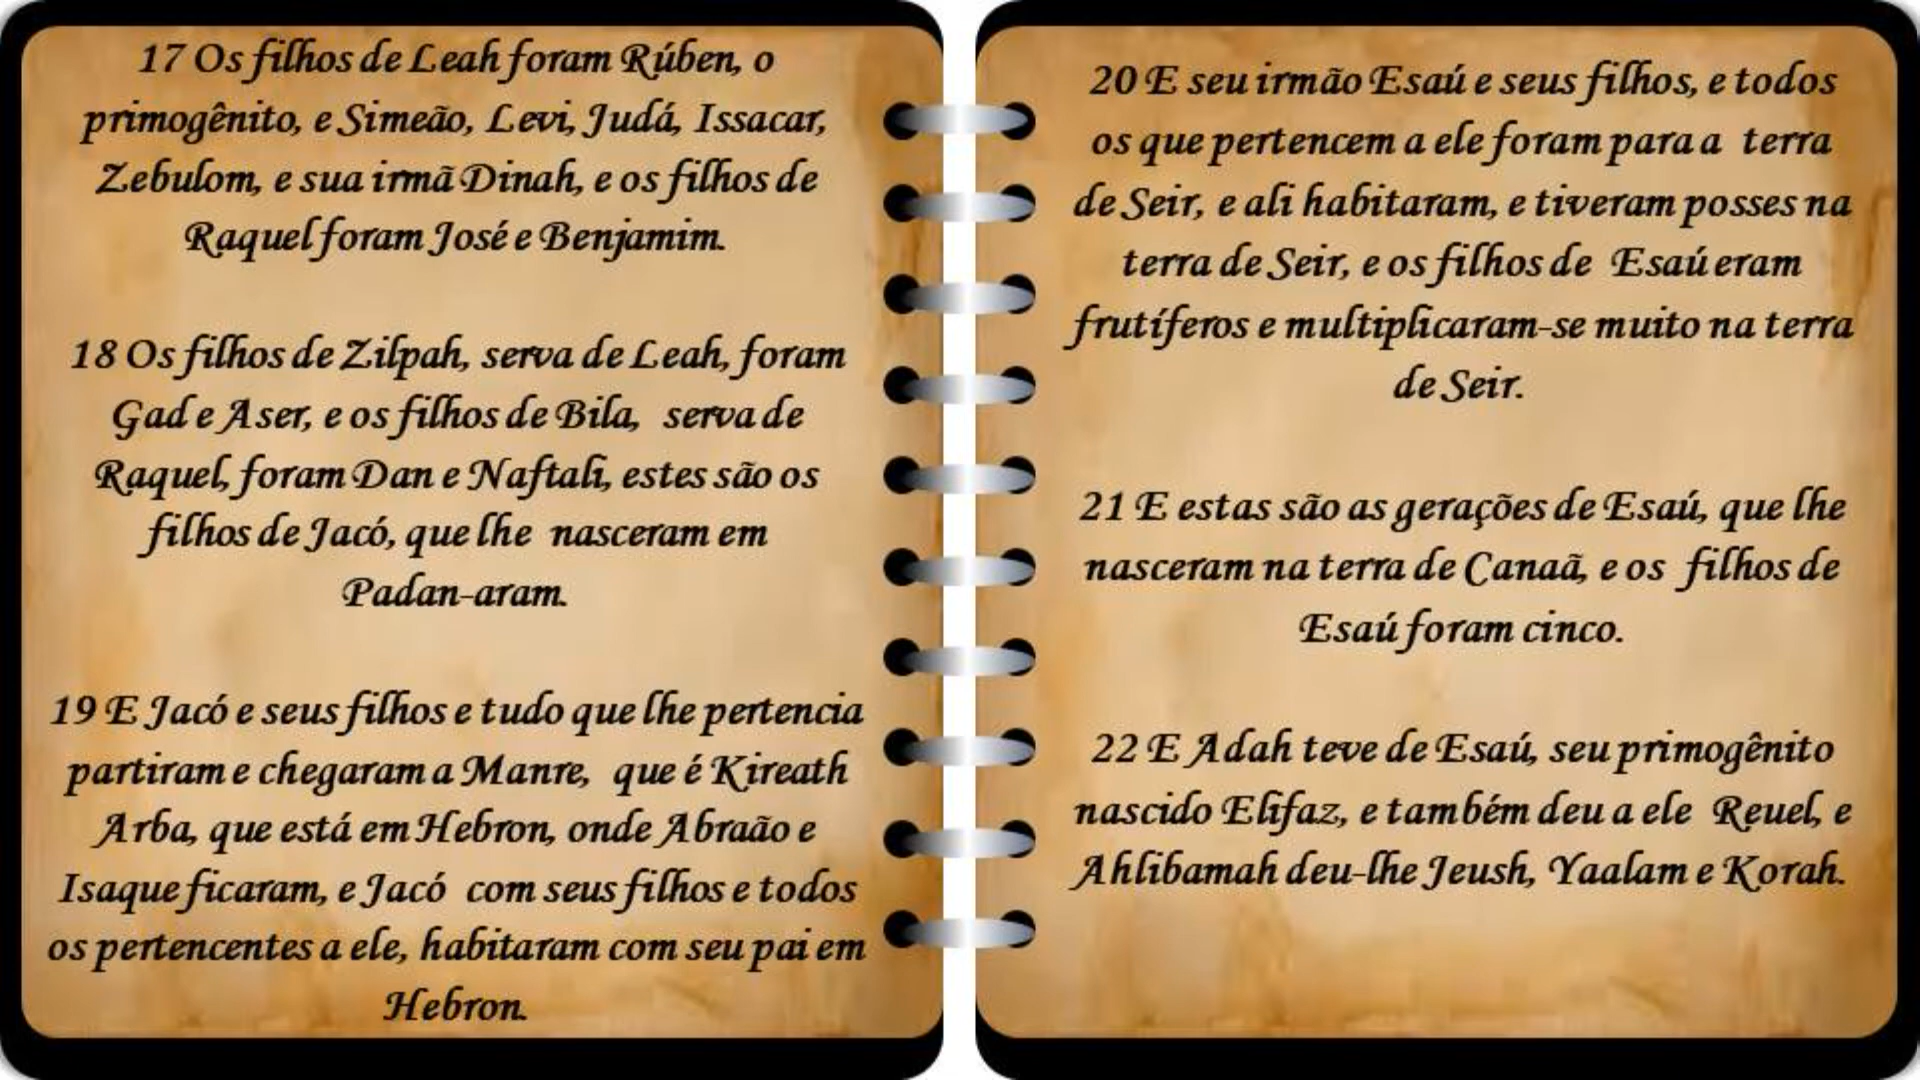 17 Os filhos de Leah foram Rúben, o
primogênito, e Simeão, Levi, Judá, Issacar,
Zebulom, e sua irmã Dinah, e os filhos de
Raquel foram José e Benjamim.
18 Os filhos de Zilpah, serva de Leah, foram
Gad e Aser, e os filhos de Bila, serva de
Raquel, foram Dan e Naftali, estes são os
filhos de Jacó, que lhe nasceram em
Padan-aram.
19 E Jacó e seus filhos e tudo que lhe pertencia
partiram e chegaram a Manre, que é Kireath
Arba, que está em Hebron, onde Abraão e
Isaque ficaram, e Jacó com seus filhos e todos
os pertencentes a ele, habitaram com seu pai em
Hebron.
20 E seu irmão Esaú e seus filhos, e todos
os que pertencem a ele foram para a terra
de Seir, e ali habitaram, e tiveram posses na
terra de Seir, e os filhos de Esaú eram
frutíferos e multiplicaram-se muito na terra
de Seir.
21 E estas são as gerações de Esaú, que lhe
nasceram na terra de Canaã, e os filhos de
Esaú foram cinco.
22 E Adah teve de Esaú, seu primogênito
nascido Elifaz, e também deu a ele Reuel, e
Ahlibamah deu-lhe Jeush, Yaalam e Korah.